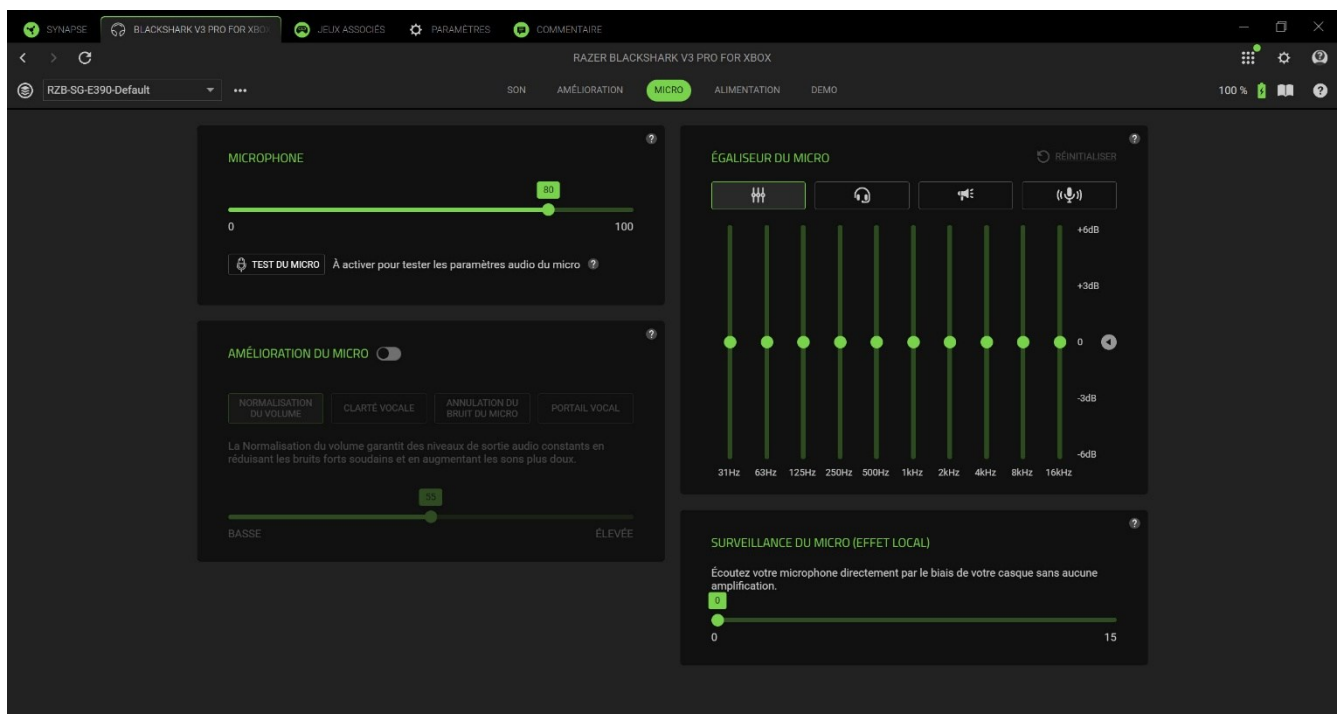 SYNAPSE
BLACKSHARK V3 PRO FOR XBO
JEUX ASSOCIÉS
PARAMÈTRES
COMMENTAIRE
RAZER BLACKSHARK V3 PRO FOR XBOX
RZB-SG-E390-Default
SON
AMÉLIORATION
MICRO
ALIMENTATION
DEMO
100 %
MICROPHONE
80
0
100
TEST DU MICRO
À activer pour tester les paramètres audio du micro
AMÉLIORATION DU MICRO
NORMALISATION
DU VOLUME
CLARTÉ VOCALE
ANNULATION DU
BRUIT DU MICRO
PORTAIL VOCAL
La Normalisation du volume garantit des niveaux de sortie audio constants en
réduisant les bruits forts soudains et en augmentant les sons plus doux.
55
BASSE
ÉLEVÉE
ÉGALISEUR DU MICRO
RÉINITIALISER
+6dB
+3dB
0
-3dB
-6dB
31Hz 63Hz 125Hz 250Hz 500Hz 1kHz 2kHz 4kHz 8kHz 16kHz
SURVEILLANCE DU MICRO (EFFET LOCAL)
Écoutez votre microphone directement par le biais de votre casque sans aucune
amplification.
0
0
15